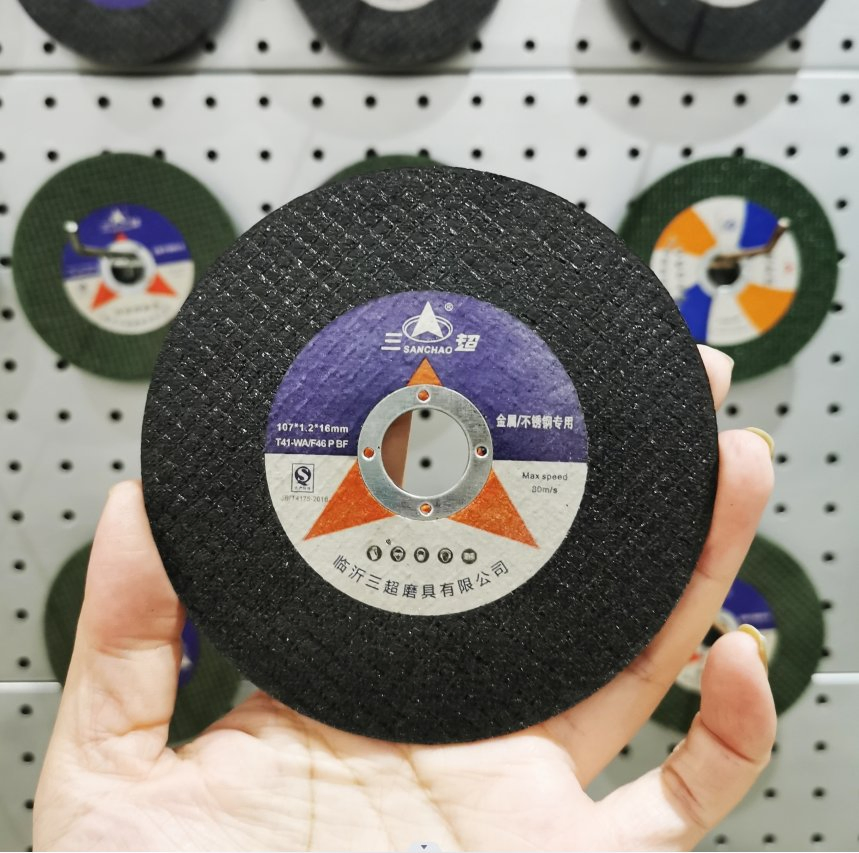 ®
三 超
SANCHAO
107*1.2*16mm
T41-WA/F46 P BF
金属/不锈钢专用
Max speed
80m/s
临沂三超磨具有限公司